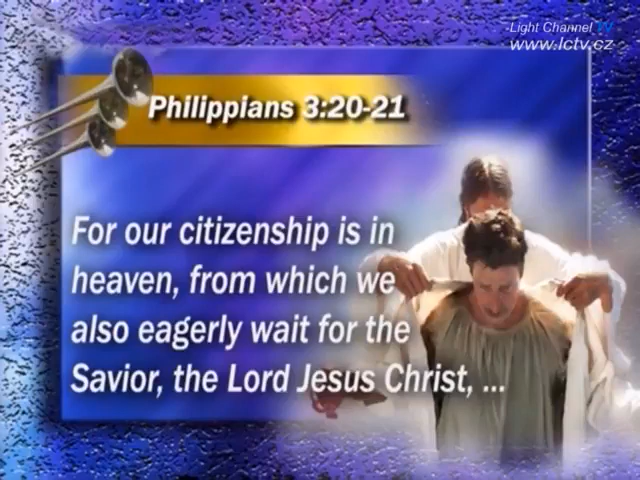 Light Channel TV
www.lctv.cz
Philippians 3:20-21
For our citizenship is in
heaven, from which we
also eagerly wait for the
Savior, the Lord Jesus Christ, ...